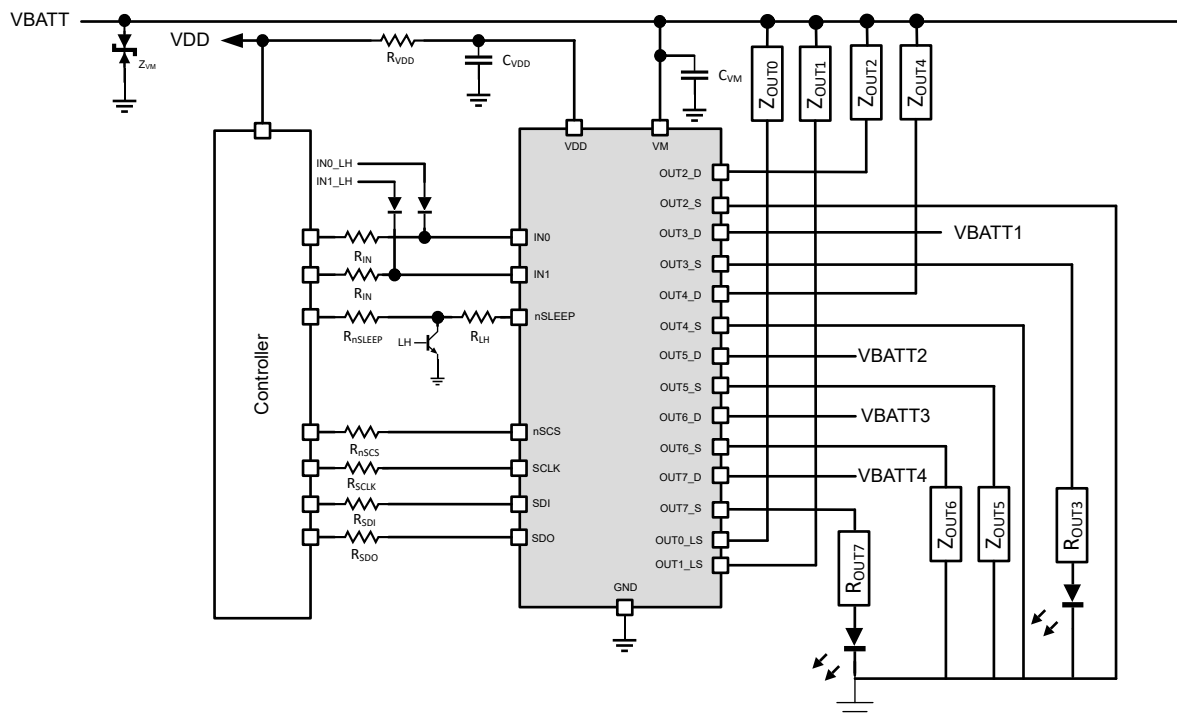 VBATT
VDD
ZVM
RVDD
CVDD
CVM
ZOUT0
ZOUT1
ZOUT2
ZOUT4
VDD
VM
IN0_LH
IN1_LH
OUT2_D
OUT2_S
OUT3_D
VBATT1
OUT3_S
OUT4_D
OUT4_S
OUT5_D
VBATT2
OUT5_S
OUT6_D
VBATT3
OUT6_S
OUT7_D
VBATT4
OUT7_S
OUT0_LS
OUT1_LS
RIN
IN0
RIN
IN1
RnSLEEP
LH
RLH
nSLEEP
Controller
RnSCS
nSCS
RSCLK
SCLK
RSDI
SDI
RSDO
SDO
GND
ROUT7
ZOUT6
ZOUT5
ROUT3